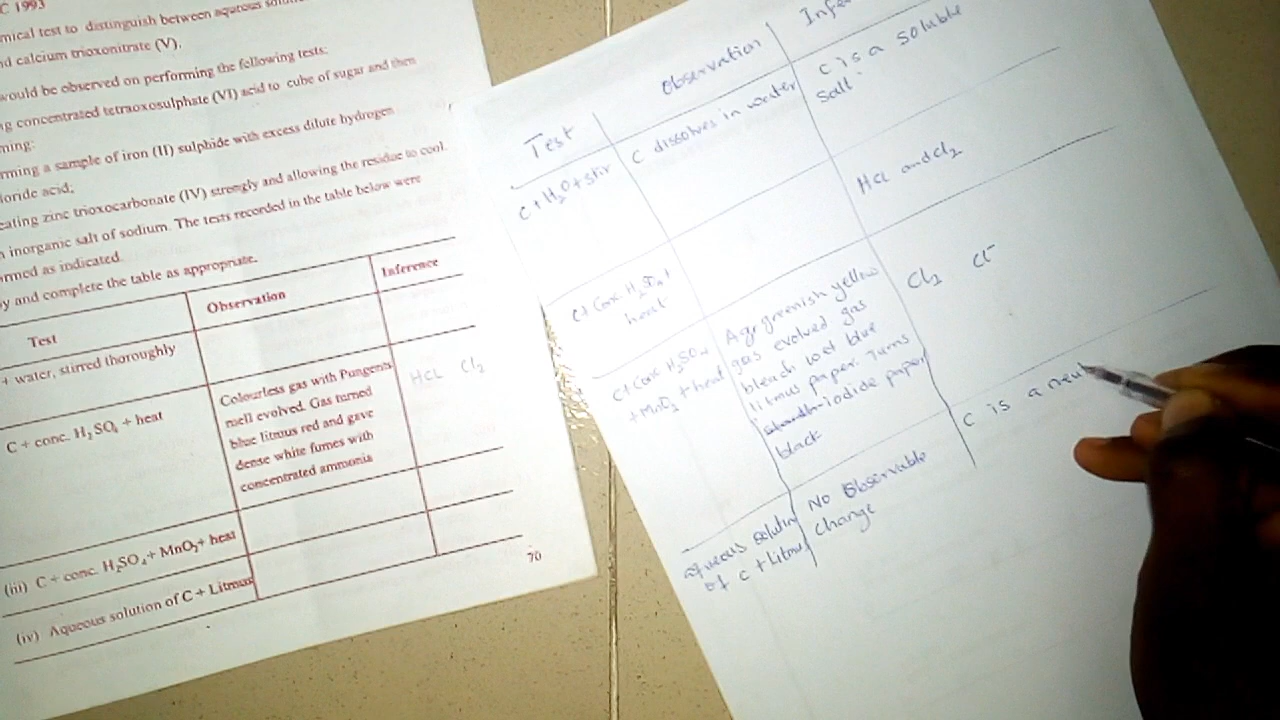 C 1993
mical test to distinguish between aqueous
nd calcium trioxonitrate (V).
would be observed on performing the following tests:
ng concentrated tetraoxosulphate (VI) acid to cube of sugar and then
ming:
rming a sample of iron (II) sulphide with excess dilute hydrogen
loride acid;
eating zinc trioxocarbonate (IV) strongly and allowing the residue to cool.
n inorganic salt of sodium. The tests recorded in the table below were
rmed as indicated.
y and complete the table as appropriate.
Test
Observation
Inference
+ water, stirred thoroughly
C + conc. H₂SO₄ + heat
Colourless gas with Pungents
mell evolved. Gas turned
blue litmus red and gave
dense white fumes with
concentrated ammonia
HCL Cl₂
(iii) C + conc. H₂SO₄ + MnO₂ + heat
(iv) Aqueous solution of C + Litmus
70
Test
Observation
Infe
C + H₂O + stir
C dissolves in water
C is a soluble
salt.
C + Conc. H₂SO₄ +
heat
HCL and Cl₂
C + Conc H₂SO₄
+ MnO₂ + heat
gas evolved gas
bleach wet blue
litmus paper. Turns
iodide paper
black
Cl₂ Cl⁻
aqueous solution
of C + Litmus
No Observable
change
C is a neut